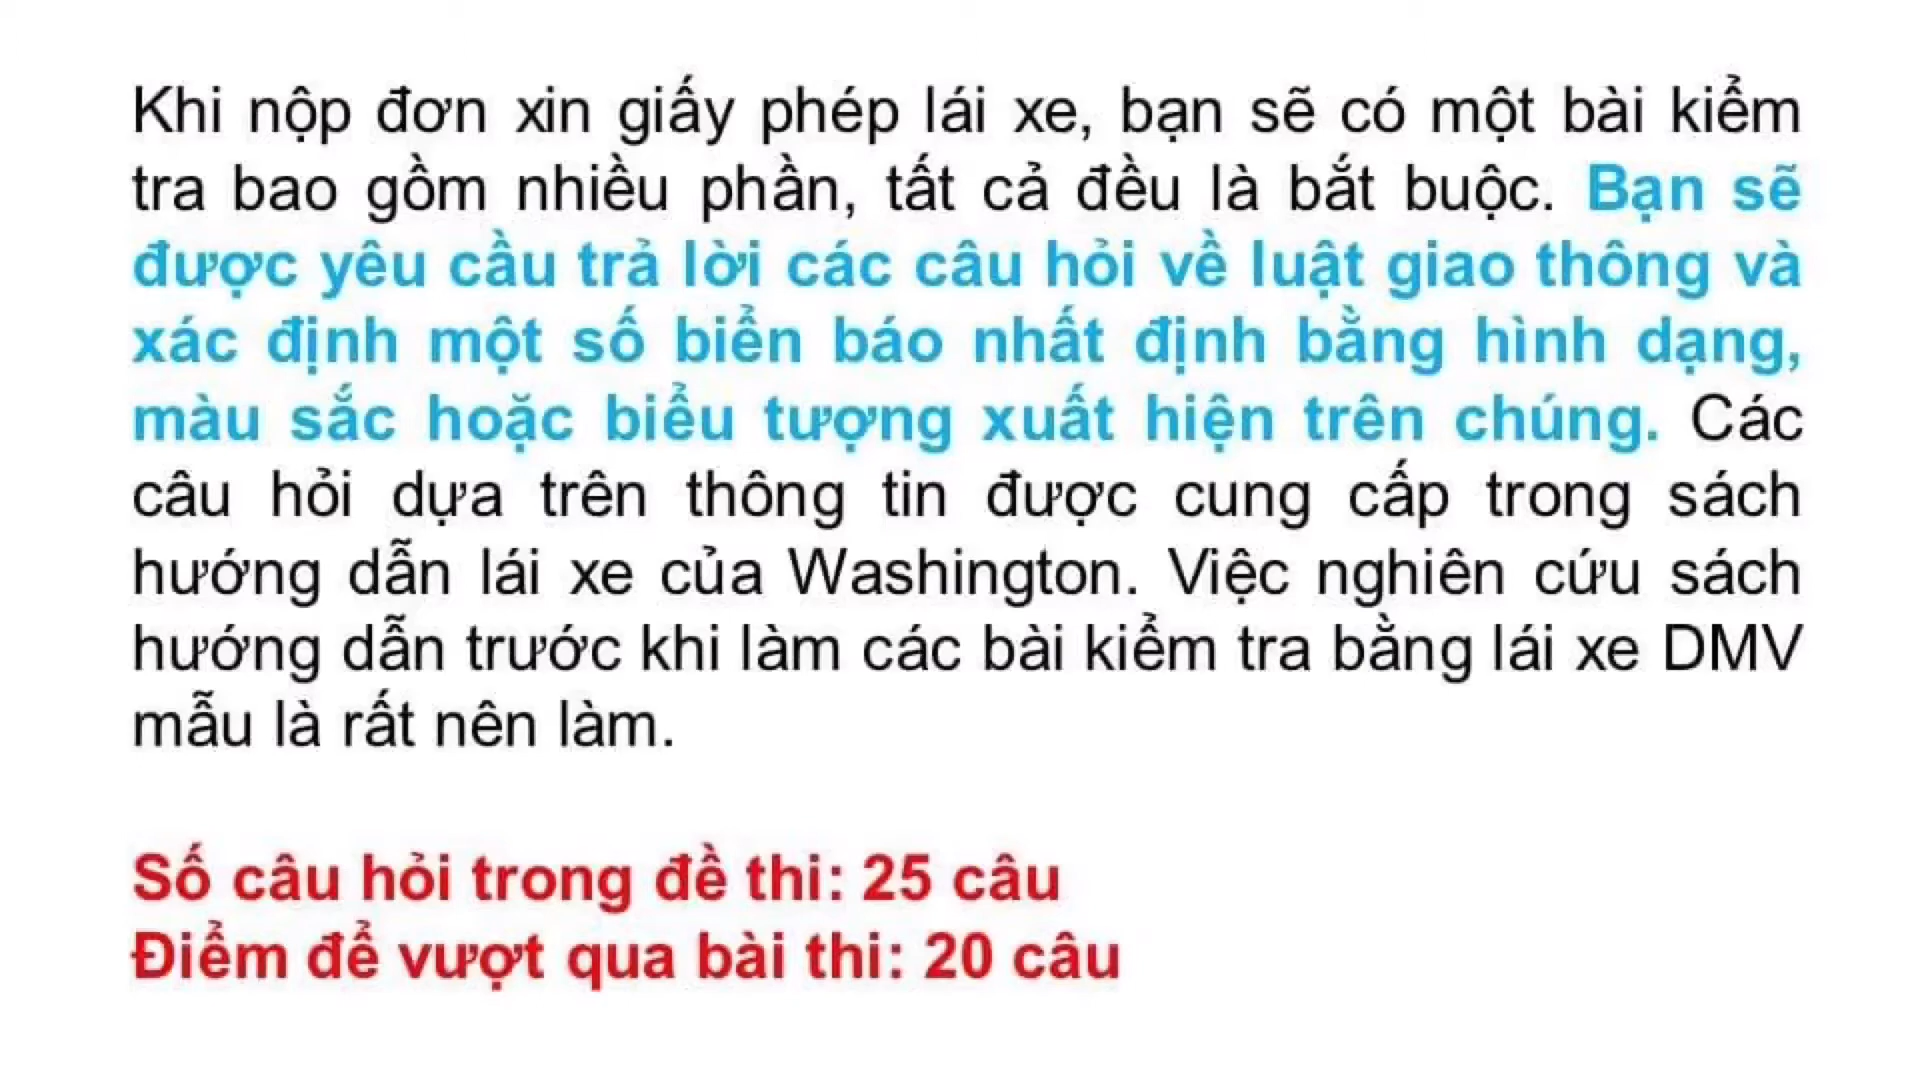 Khi nộp đơn xin giấy phép lái xe, bạn sẽ có một bài kiểm
tra bao gồm nhiều phần, tất cả đều là bắt buộc. Bạn sẽ
được yêu cầu trả lời các câu hỏi về luật giao thông và
xác định một số biển báo nhất định bằng hình dạng,
màu sắc hoặc biểu tượng xuất hiện trên chúng. Các
câu hỏi dựa trên thông tin được cung cấp trong sách
hướng dẫn lái xe của Washington. Việc nghiên cứu sách
hướng dẫn trước khi làm các bài kiểm tra bằng lái xe DMV
mẫu là rất nên làm.
Số câu hỏi trong đề thi: 25 câu
Điểm để vượt qua bài thi: 20 câu